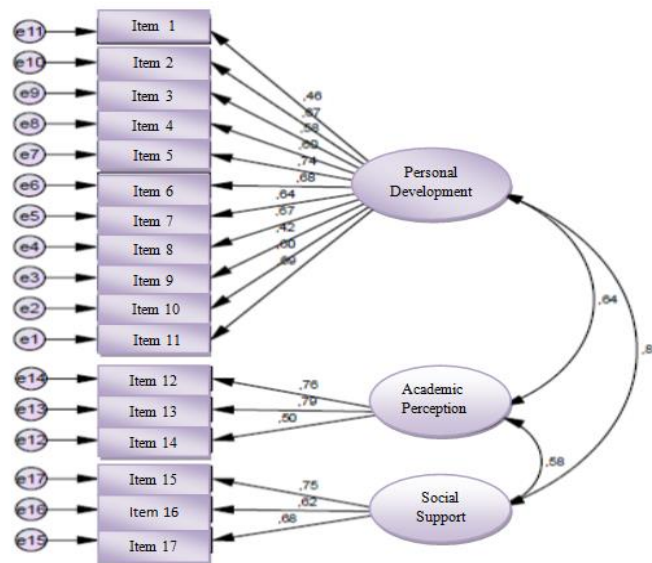 e11 Item 1
e10 Item 2
e9 Item 3
e8 Item 4
e7 Item 5
e6 Item 6
e5 Item 7
e4 Item 8
e3 Item 9
e2 Item 10
e1 Item 11
,46
,74
,68
,64
,67
,42
Personal
Development
,64
,8
e14 Item 12
e13 Item 13
e12 Item 14
,76
,79
,50
Academic
Perception
,58
e17 Item 15
e16 Item 16
e15 Item 17
,75
,62
,68
Social
Support